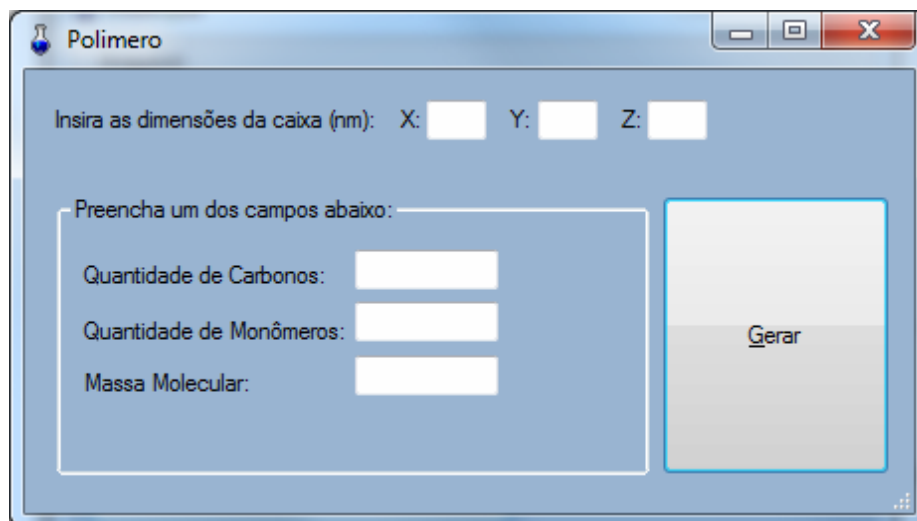 Polimero
Insira as dimensões da caixa (nm): X: Y: Z:
Preencha um dos campos abaixo:
Quantidade de Carbonos:
Quantidade de Monômeros:
Massa Molecular:
Gerar